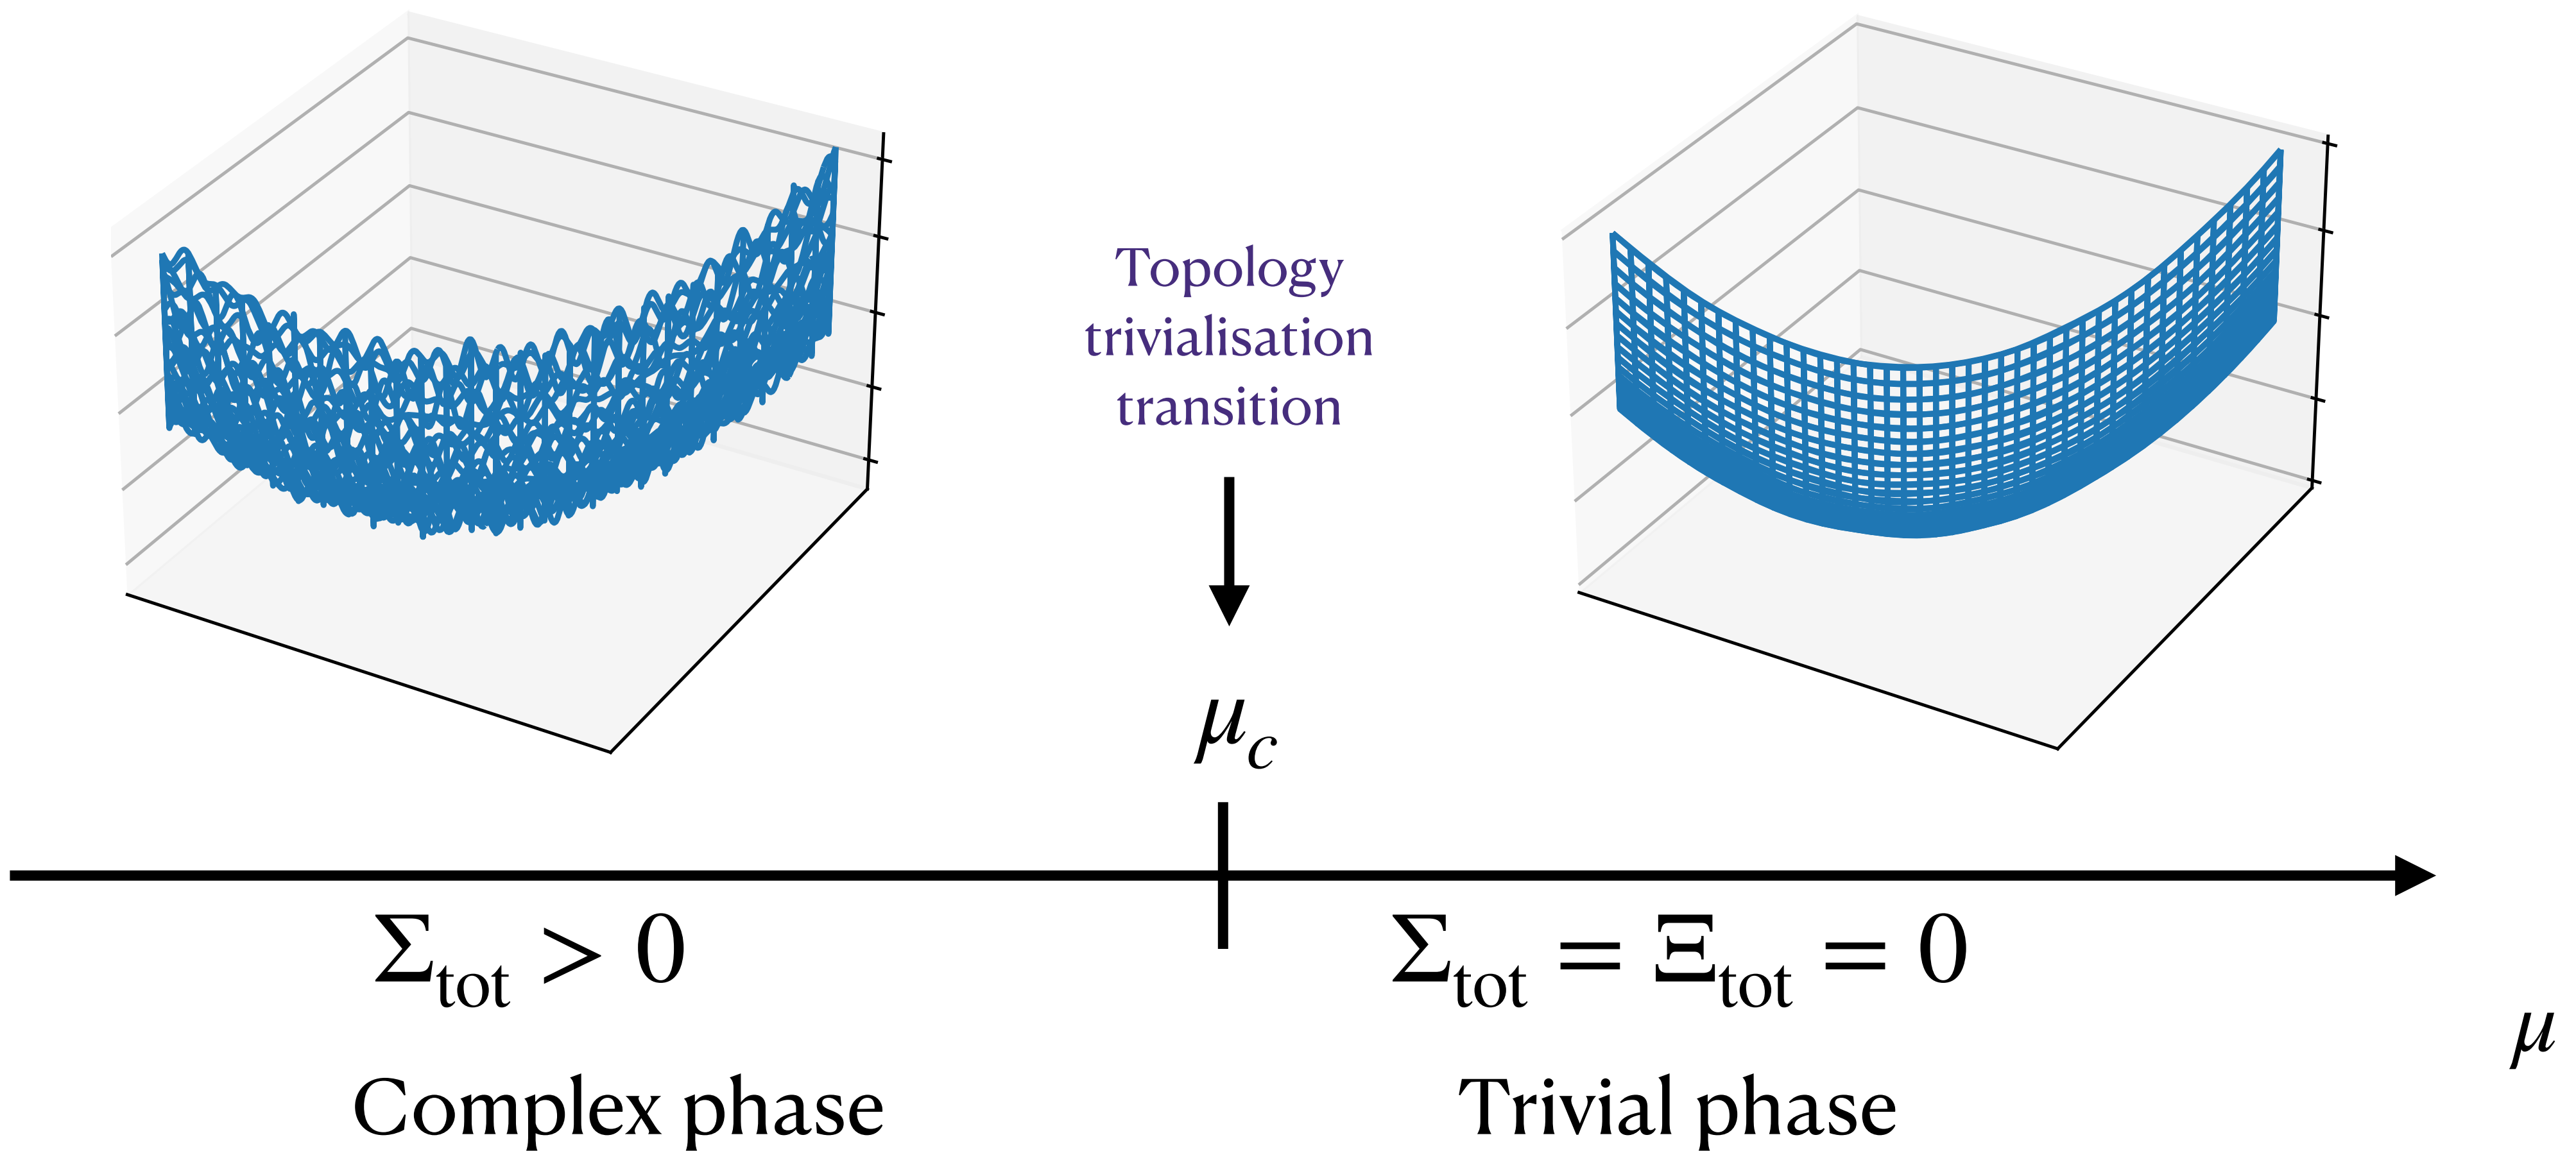 Topology
trivialisation
transition
μ_c
Σ_tot > 0
Σ_tot = Ξ_tot = 0
μ
Complex phase
Trivial phase